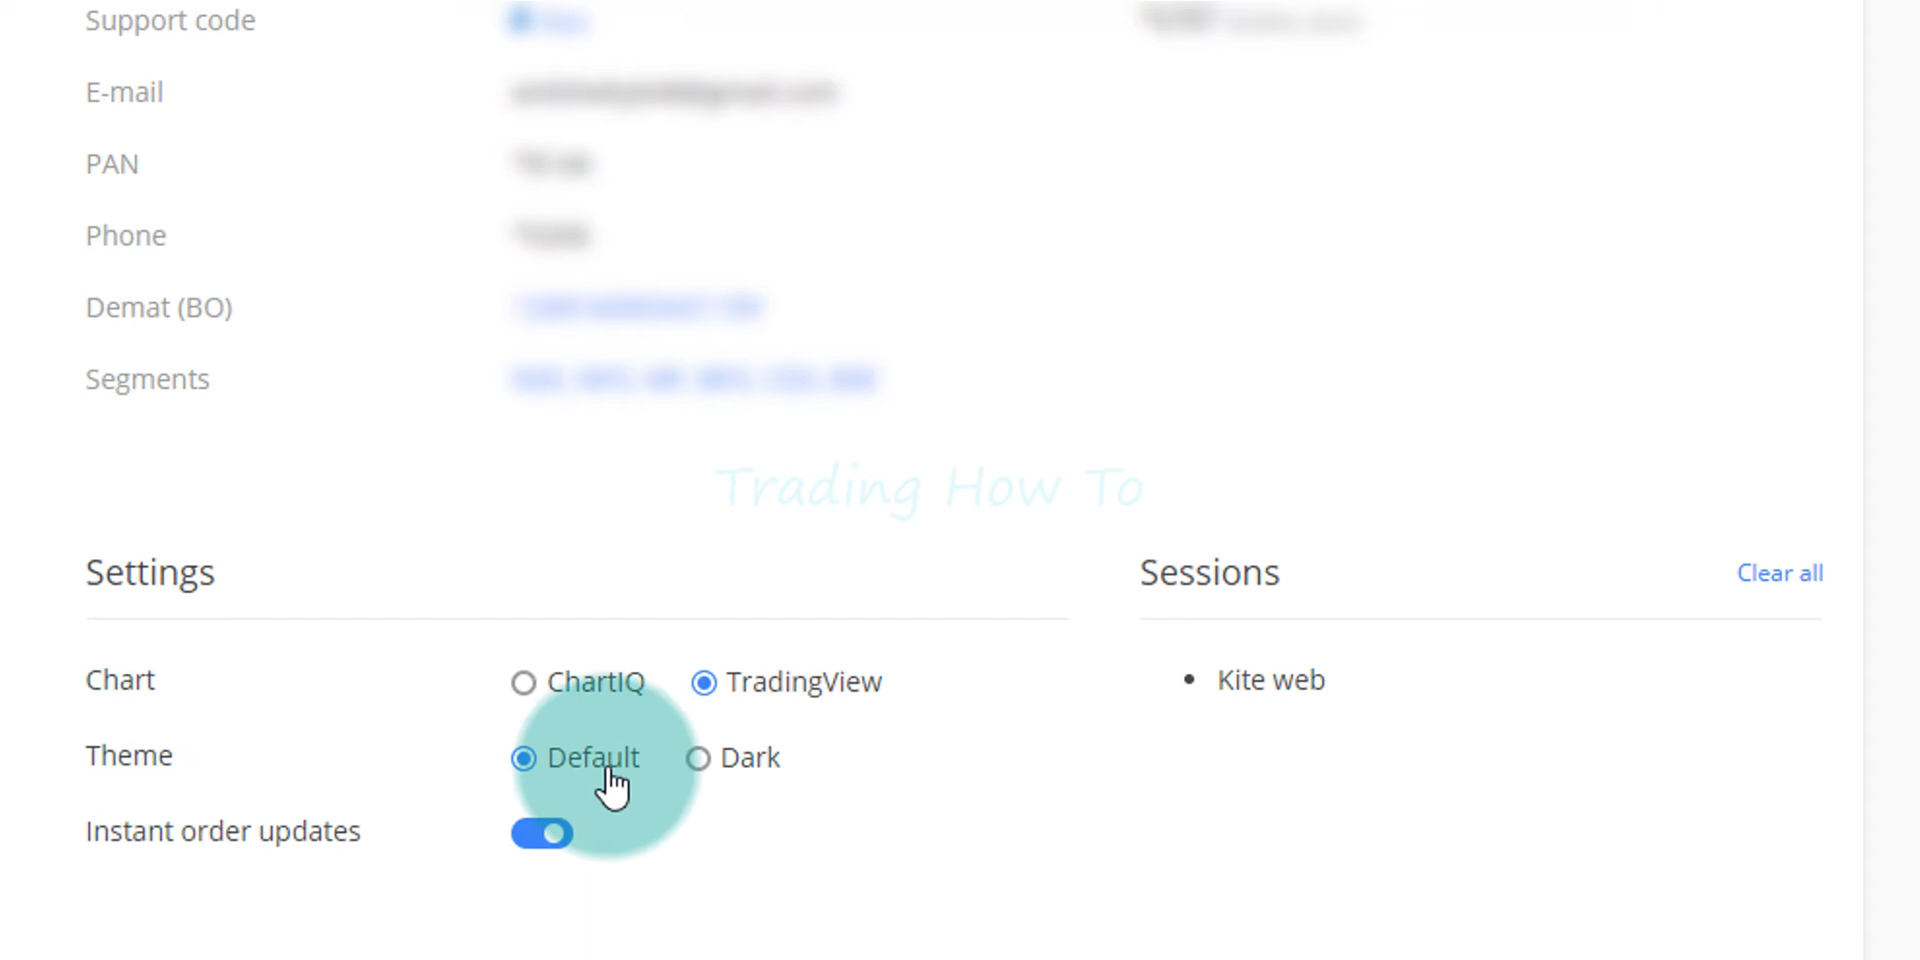 Support code
E-mail
PAN
Phone
Demat (BO)
Segments
Trading How To
Settings
Sessions
Clear all
Chart
ChartIQ
TradingView
Kite web
Theme
Default
Dark
Instant order updates